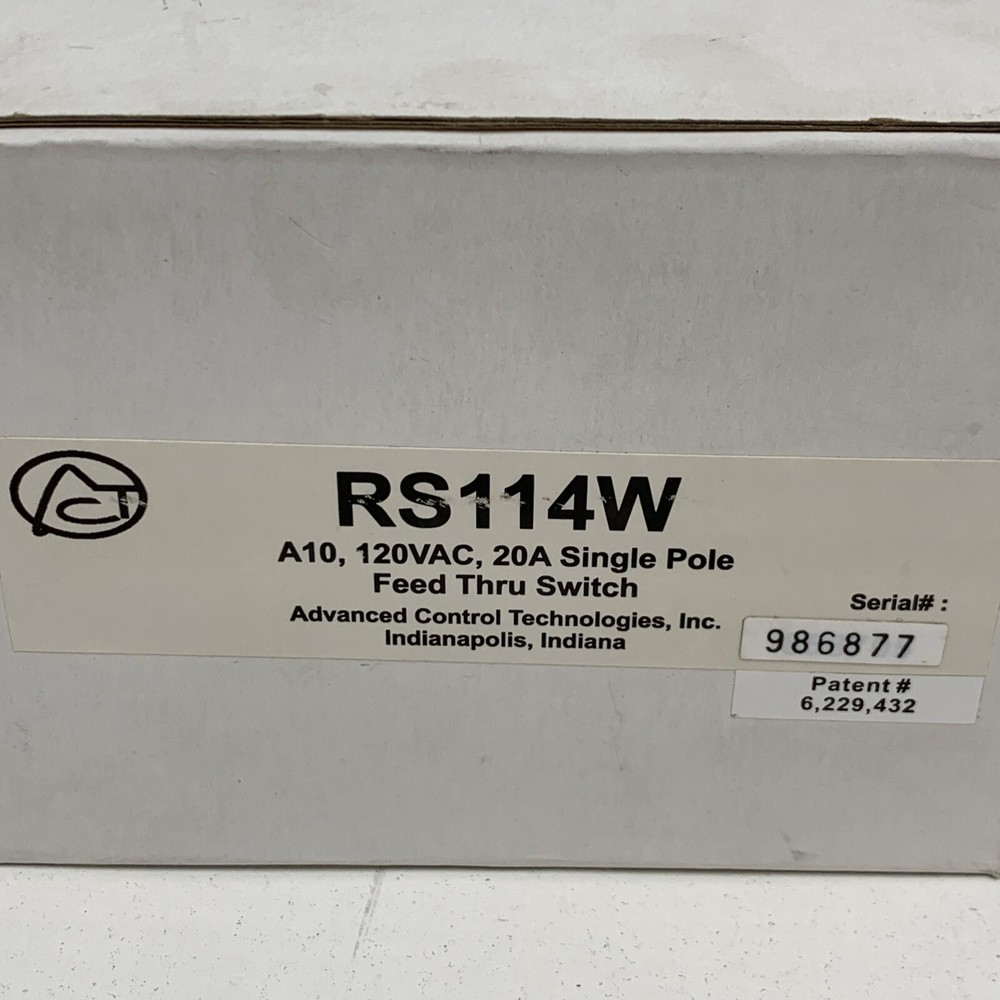 ACT
RS114W
A10, 120VAC, 20A Single Pole
Feed Thru Switch
Advanced Control Technologies, Inc.
Indianapolis, Indiana
Serial# :
986877
Patent #
6,229,432